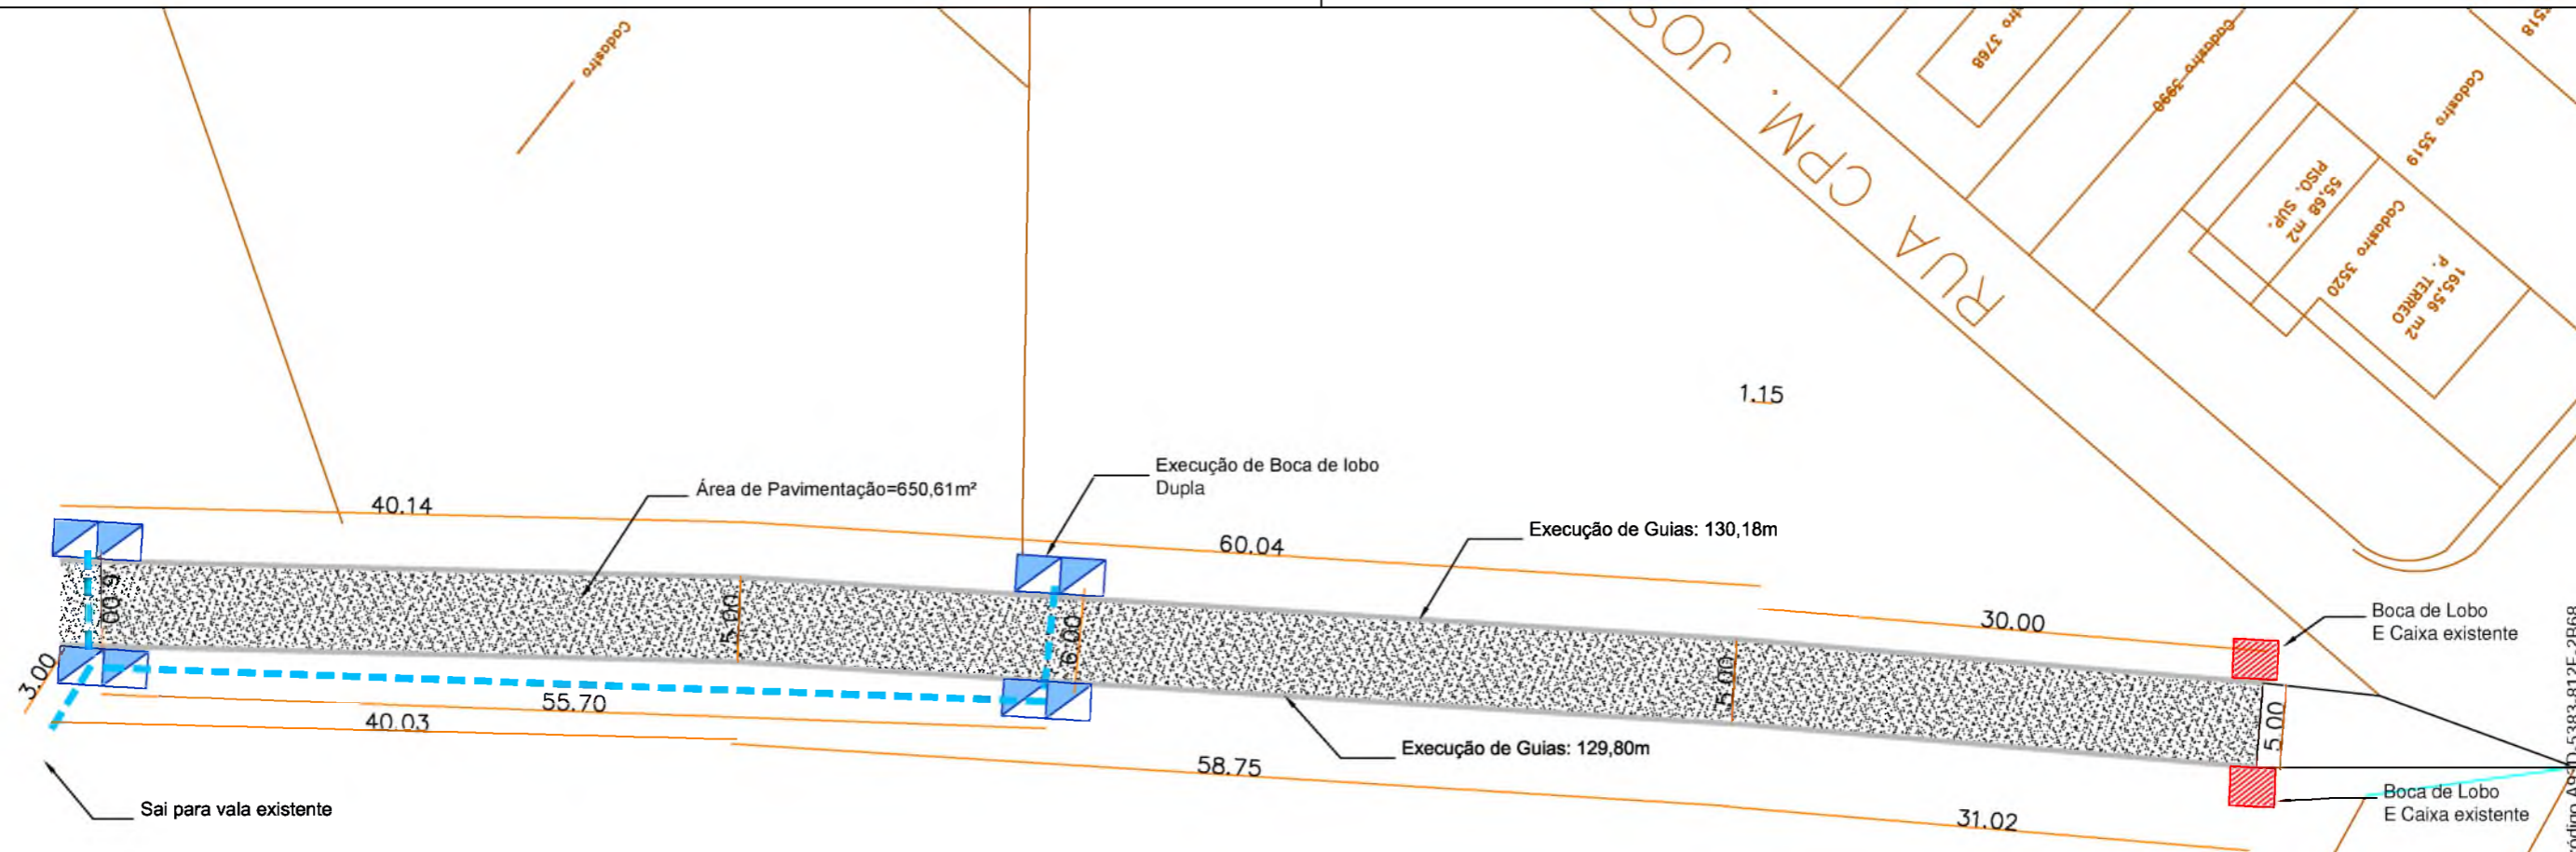 Cadastro
RUA CPM. JOS
3768
Cadastro 3998
Cadastro 3519
55,68 m2
PISO. SUP.
Cadastro 3520
165,56 m2
P. TERREO
1.15
Execução de Boca de lobo
Dupla
Área de Pavimentação=650,61m²
40.14
60.04
Execução de Guias: 130,18m
30.00
Boca de Lobo
E Caixa existente
6.00
5.00
6.00
5.00
5.00
3.00
55.70
40.03
Execução de Guias: 129,80m
58.75
31.02
Sai para vala existente
Boca de Lobo
E Caixa existente